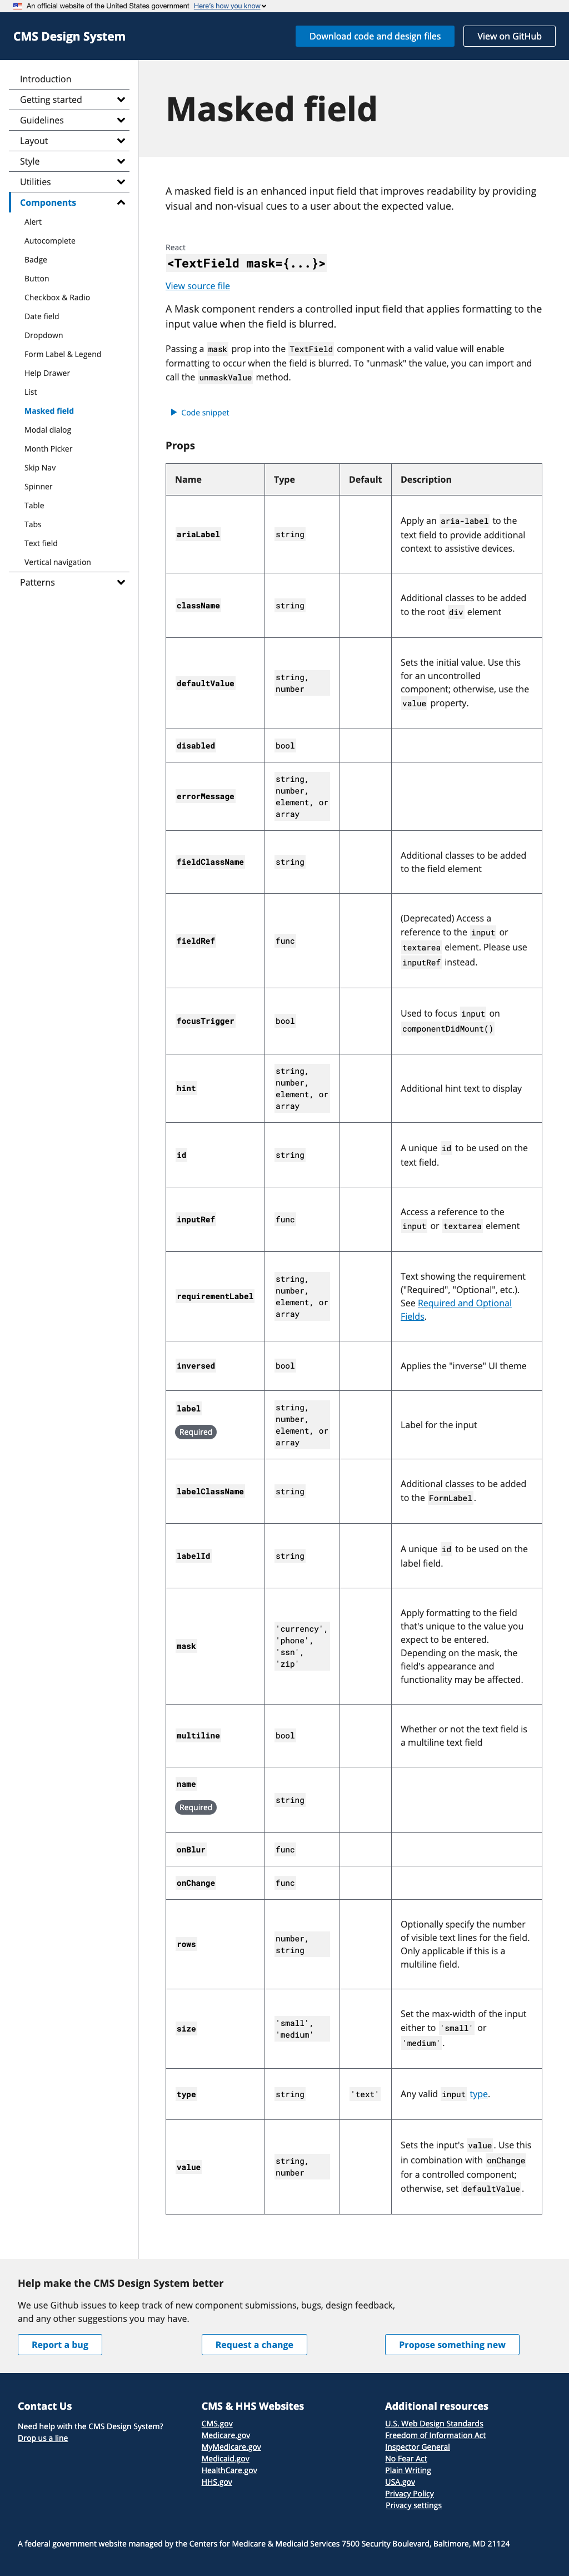 An official website of the United States government Here's how you know
CMS Design System
Download code and design files
View on GitHub
Introduction
Getting started
Guidelines
Layout
Style
Utilities
Components
Alert
Autocomplete
Badge
Button
Checkbox & Radio
Date field
Dropdown
Form Label & Legend
Help Drawer
List
Masked field
Modal dialog
Month Picker
Skip Nav
Spinner
Table
Tabs
Text field
Vertical navigation
Patterns
Masked field
A masked field is an enhanced input field that improves readability by providing
visual and non-visual cues to a user about the expected value.
React
<TextField mask={...}>
View source file
A Mask component renders a controlled input field that applies formatting to the
input value when the field is blurred.
Passing a mask prop into the TextField component with a valid value will enable
formatting to occur when the field is blurred. To "unmask" the value, you can import and
call the unmaskValue method.
Code snippet
Props
Name Type Default Description
ariaLabel string Apply an aria-label to the
text field to provide additional
context to assistive devices.
className string Additional classes to be added
to the root div element
defaultValue string,
number
Sets the initial value. Use this
for an uncontrolled
component; otherwise, use the
value property.
disabled bool
errorMessage string,
number,
element, or
array
fieldClassName string Additional classes to be added
to the field element
fieldRef func (Deprecated) Access a
reference to the input or
textarea element. Please use
inputRef instead.
focusTrigger bool Used to focus input on
componentDidMount()
hint string,
number,
element, or
array
Additional hint text to display
id string A unique id to be used on the
text field.
inputRef func Access a reference to the
input or textarea element
requirementLabel string,
number,
element, or
array
Text showing the requirement
("Required", "Optional", etc.).
See Required and Optional
Fields.
inversed bool Applies the "inverse" UI theme
label
Required
string,
number,
element, or
array
Label for the input
labelClassName string Additional classes to be added
to the FormLabel.
labelId string A unique id to be used on the
label field.
mask 'currency',
'phone',
'ssn',
'zip'
Apply formatting to the field
that's unique to the value you
expect to be entered.
Depending on the mask, the
field's appearance and
functionality may be affected.
multiline bool Whether or not the text field is
a multiline text field
name
Required
string
onBlur func
onChange func
rows number,
string
Optionally specify the number
of visible text lines for the field.
Only applicable if this is a
multiline field.
size 'small',
'medium'
Set the max-width of the input
either to 'small' or
'medium'.
type string 'text' Any valid input type.
value string,
number
Sets the input's value. Use this
in combination with onChange
for a controlled component;
otherwise, set defaultValue.
Help make the CMS Design System better
We use Github issues to keep track of new component submissions, bugs, design feedback,
and any other suggestions you may have.
Report a bug
Request a change
Propose something new
Contact Us
Need help with the CMS Design System?
Drop us a line
CMS & HHS Websites
CMS.gov
Medicare.gov
MyMedicare.gov
Medicaid.gov
HealthCare.gov
HHS.gov
Additional resources
U.S. Web Design Standards
Freedom of Information Act
Inspector General
No Fear Act
Plain Writing
USA.gov
Privacy Policy
Privacy settings
A federal government website managed by the Centers for Medicare & Medicaid Services 7500 Security Boulevard, Baltimore, MD 21124